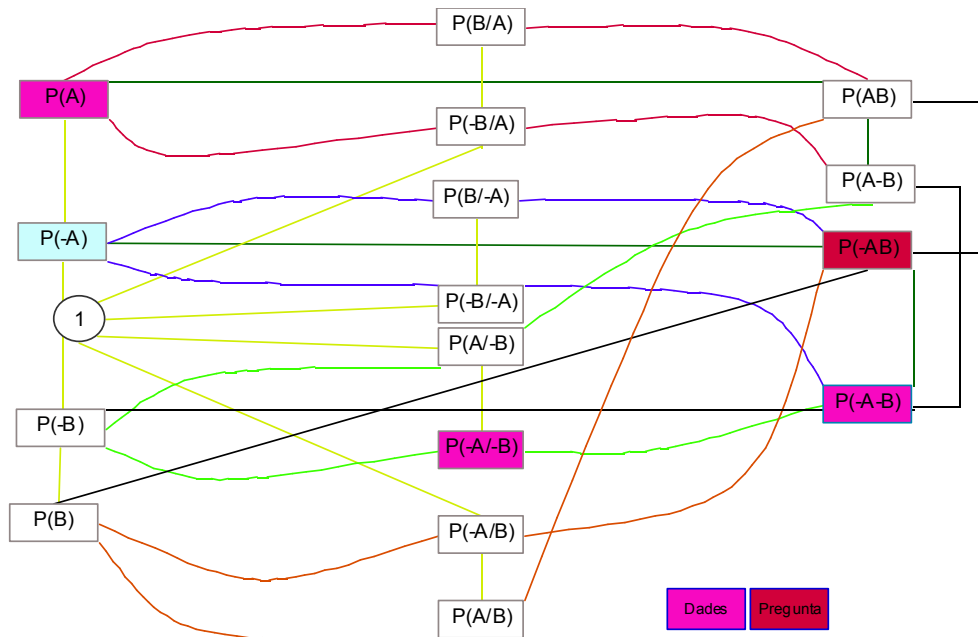 P(B/A)
P(A)
P(AB)
P(-B/A)
P(A-B)
P(B/-A)
P(-A)
P(-AB)
P(-B/-A)
1
P(A/-B)
P(-A-B)
P(-B)
P(-A/-B)
P(B)
P(-A/B)
P(A/B)
Dades
Pregunta